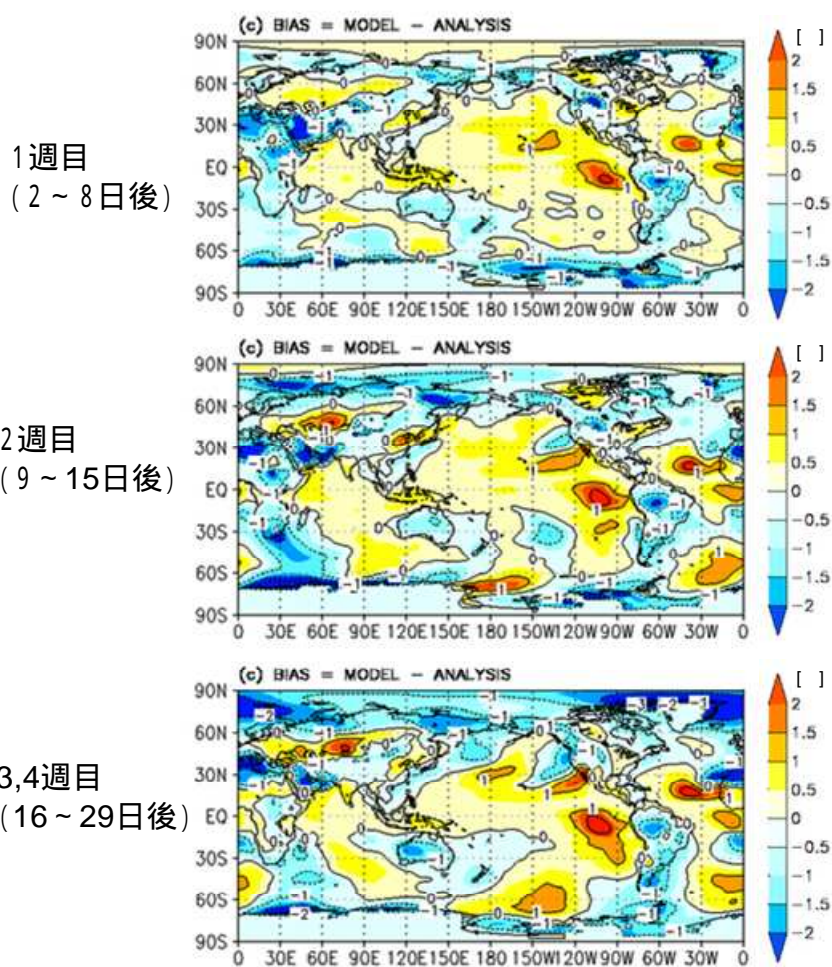 (c) BIAS = MODEL - ANALYSIS
[ ]
90N
60N
30N
EQ
30S
60S
90S
0 30E 60E 90E 120E 150E 180 150W 120W 90W 60W 30W 0
2
1.5
1
0.5
0
-0.5
-1
-1.5
-2
1週目
(2~8日後)
(c) BIAS = MODEL - ANALYSIS
[ ]
90N
60N
30N
EQ
30S
60S
90S
0 30E 60E 90E 120E 150E 180 150W 120W 90W 60W 30W 0
2
1.5
1
0.5
0
-0.5
-1
-1.5
-2
2週目
(9~15日後)
(c) BIAS = MODEL - ANALYSIS
[ ]
90N
60N
30N
EQ
30S
60S
90S
0 30E 60E 90E 120E 150E 180 150W 120W 90W 60W 30W 0
2
1.5
1
0.5
0
-0.5
-1
-1.5
-2
3,4週目
(16~29日後)